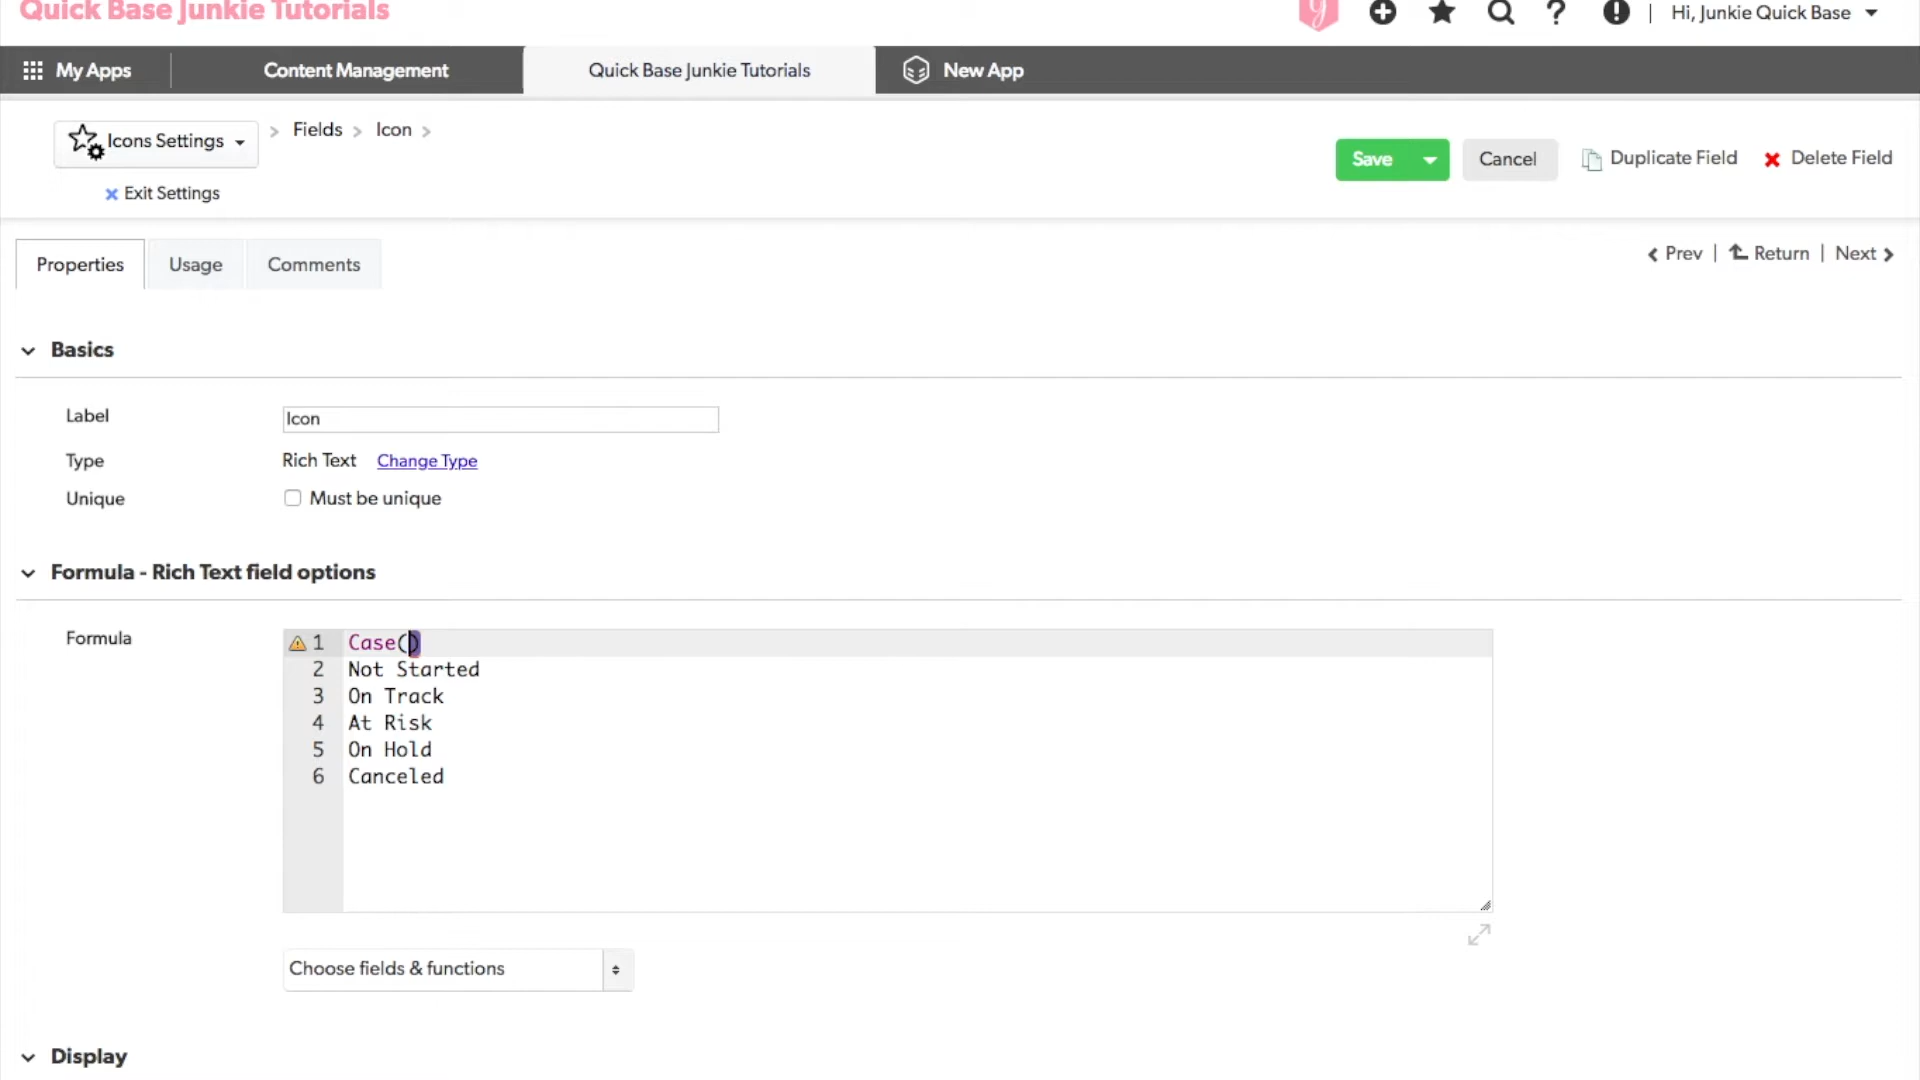 Quick Base Junkie Tutorials
Hi, Junkie Quick Base
My Apps
Content Management
Quick Base Junkie Tutorials
New App
Icons Settings
> Fields > Icon >
Exit Settings
Save
Cancel
Duplicate Field
Delete Field
Properties
Usage
Comments
Prev | Return | Next
Basics
Label
Icon
Type
Rich Text Change Type
Unique
Must be unique
Formula - Rich Text field options
Formula
1 Case()
2 Not Started
3 On Track
4 At Risk
5 On Hold
6 Canceled
Choose fields & functions
Display